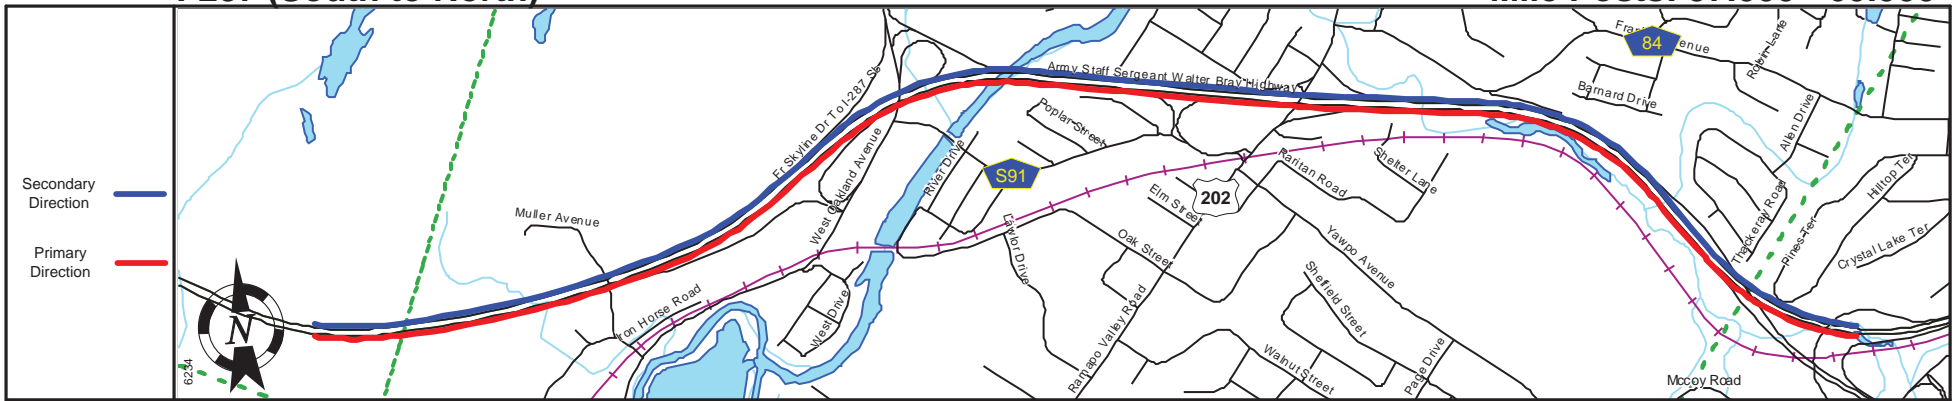 Secondary
Direction
Primary
Direction
6234
N
Muller Avenue
Iron Horse Road
Fr Skyline Dr To I-287 Sb
West Oakland Avenue
West Drive
River Drive
Army Staff Sergeant Walter Bray Highway
Poplar Street
S91
Lawlor Drive
Elm Street
202
Oak Street
Ramapo Valley Road
Raritan Road
Shelter Lane
Yawpo Avenue
Sheffield Street
Walnut Street
Page Drive
84
Robin Lane
Barnard Drive
Allen Drive
Thackeray Road
Pines Ter
Hilltop Ter
Crystal Lake Ter
Mccoy Road